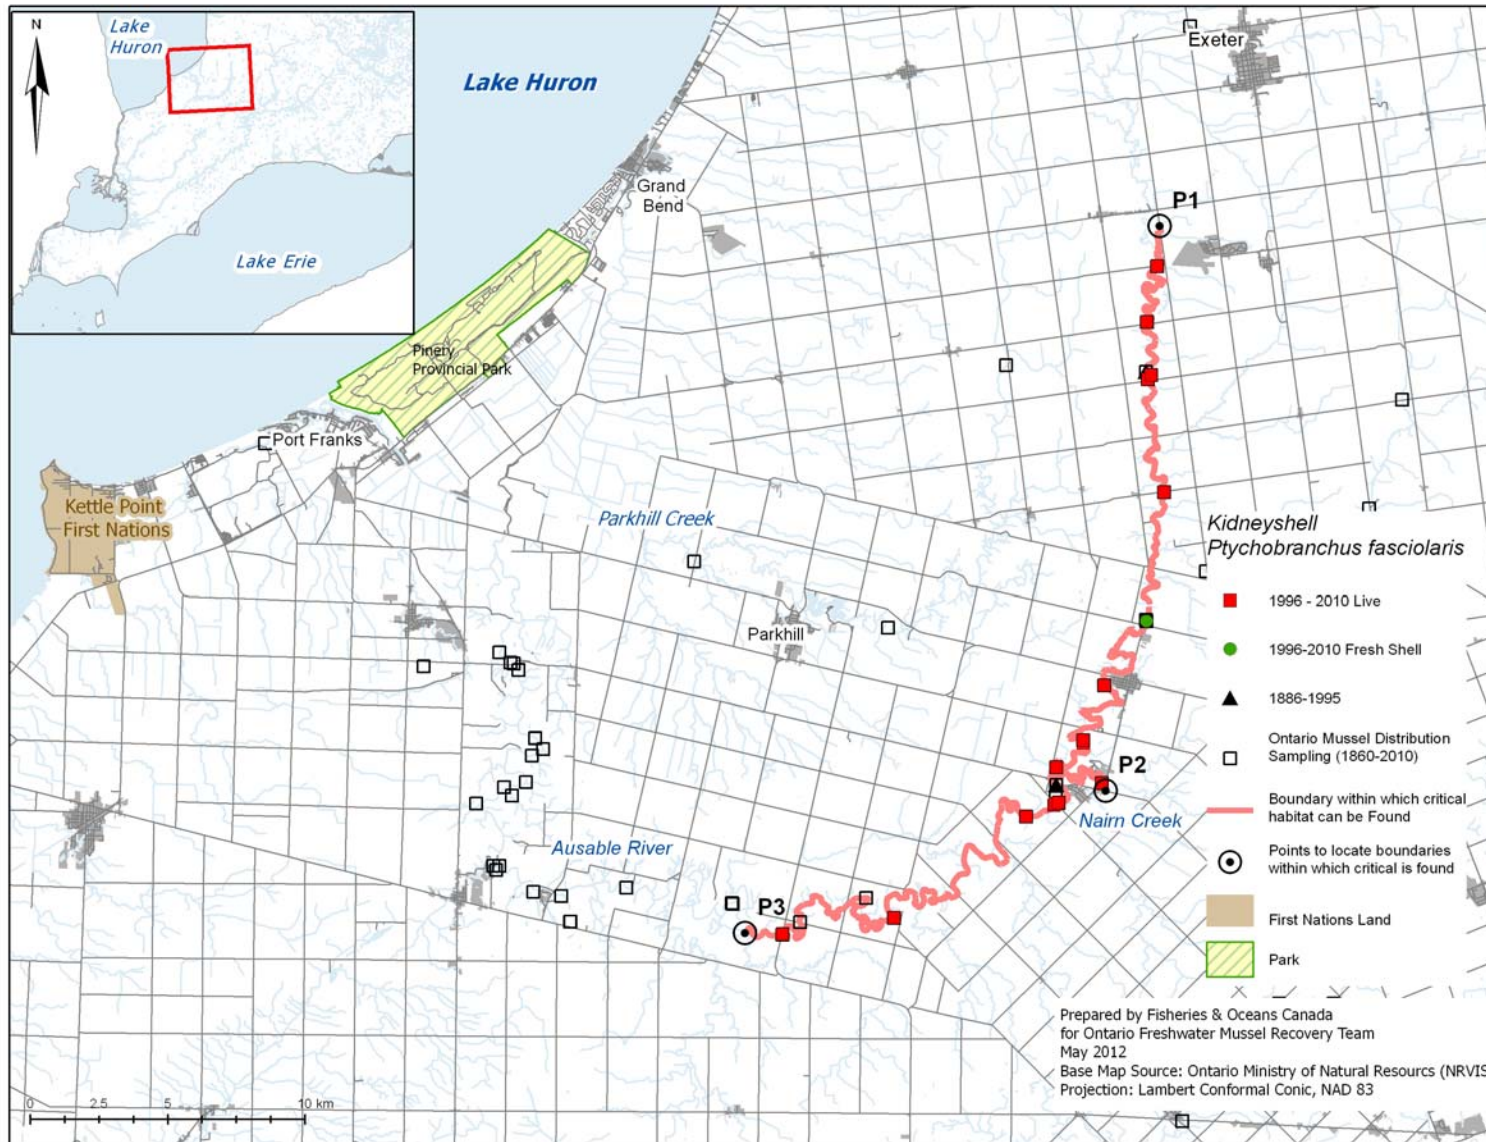 N
Lake
Huron
Lake Erie
Lake Huron
Exeter
Grand
Bend
P1
Pinery
Provincial Park
Port Franks
Kettle Point
First Nations
Parkhill Creek
Parkhill
P2
Nairn Creek
Ausable River
P3
Kidneyshell
Ptychobranchus fasciolaris
1996 - 2010 Live
1996-2010 Fresh Shell
1886-1995
Ontario Mussel Distribution
Sampling (1860-2010)
Boundary within which critical
habitat can be Found
Points to locate boundaries
within which critical is found
First Nations Land
Park
Prepared by Fisheries & Oceans Canada
for Ontario Freshwater Mussel Recovery Team
May 2012
Base Map Source: Ontario Ministry of Natural Resourcs (NRVIS
Projection: Lambert Conformal Conic, NAD 83
0 2.5 5 10 km